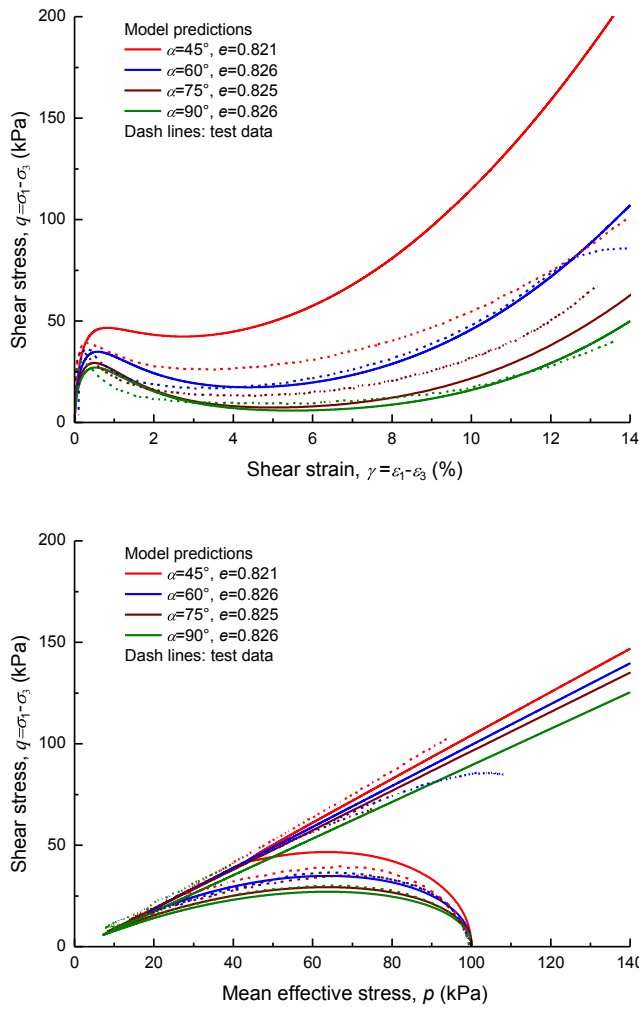 Model predictions
α=45°, e=0.821
α=60°, e=0.826
α=75°, e=0.825
α=90°, e=0.826
Dash lines: test data
200
150
100
50
0
0 2 4 6 8 10 12 14
Shear stress, q=σ₁-σ₃ (kPa)
Shear strain, γ=ε₁-ε₃ (%)
Model predictions
α=45°, e=0.821
α=60°, e=0.826
α=75°, e=0.825
α=90°, e=0.826
Dash lines: test data
200
150
100
50
0
0 20 40 60 80 100 120 140
Shear stress, q=σ₁-σ₃ (kPa)
Mean effective stress, p (kPa)